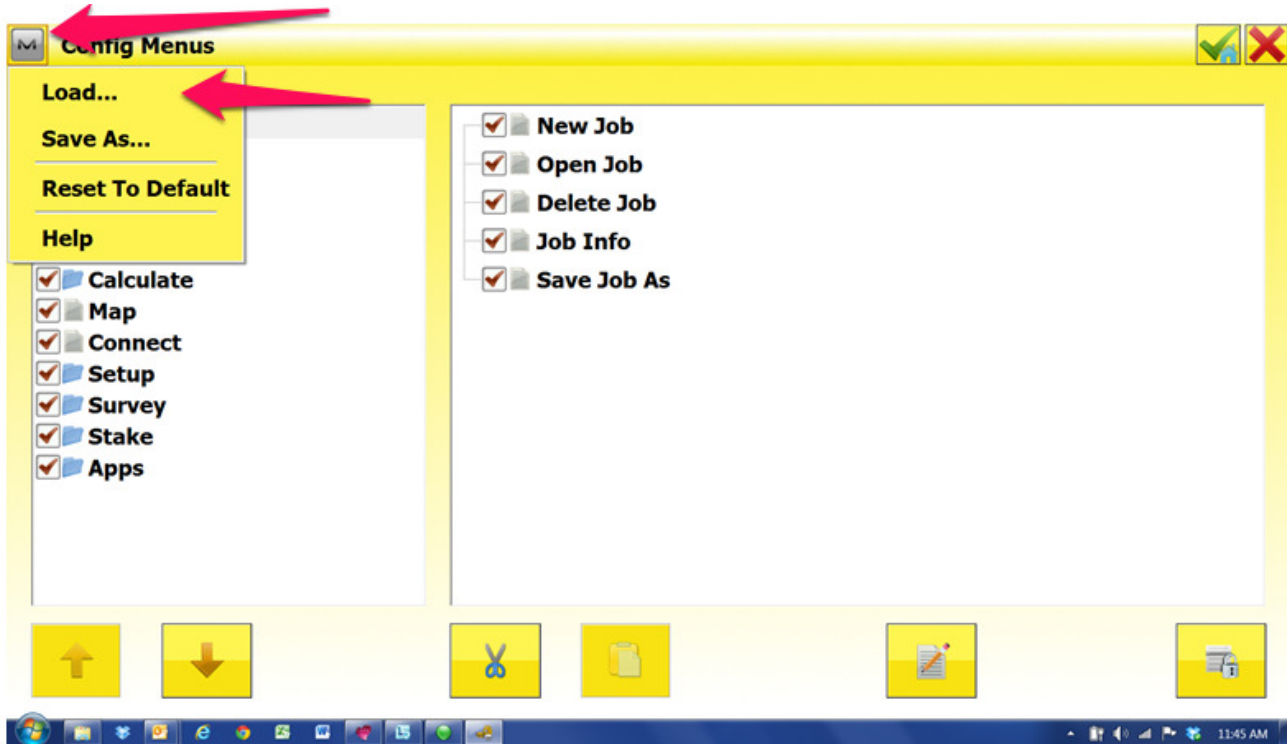 Config Menus
Load...
Save As...
Reset To Default
Help
Calculate
Map
Connect
Setup
Survey
Stake
Apps
New Job
Open Job
Delete Job
Job Info
Save Job As
11:45 AM